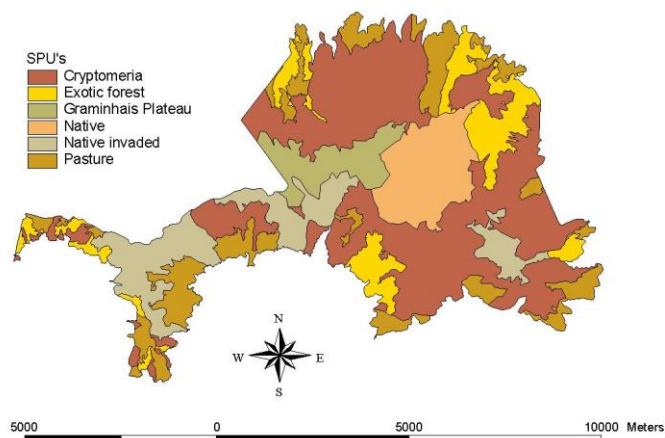 SPU's
Cryptomeria
Exotic forest
Graminhais Plateau
Native
Native invaded
Pasture
N
W E
S
5000 0 5000 10000 Meters